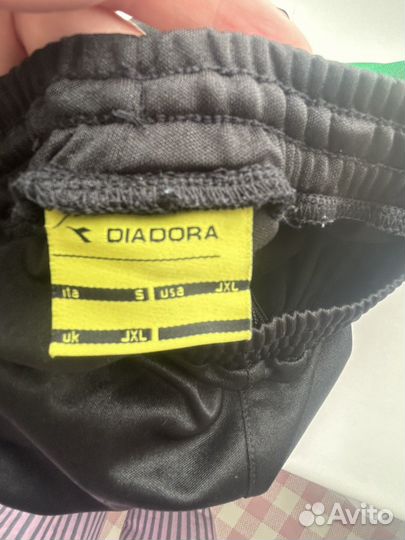 DIADORA
ita S usa JXL
uk JXL
Avito